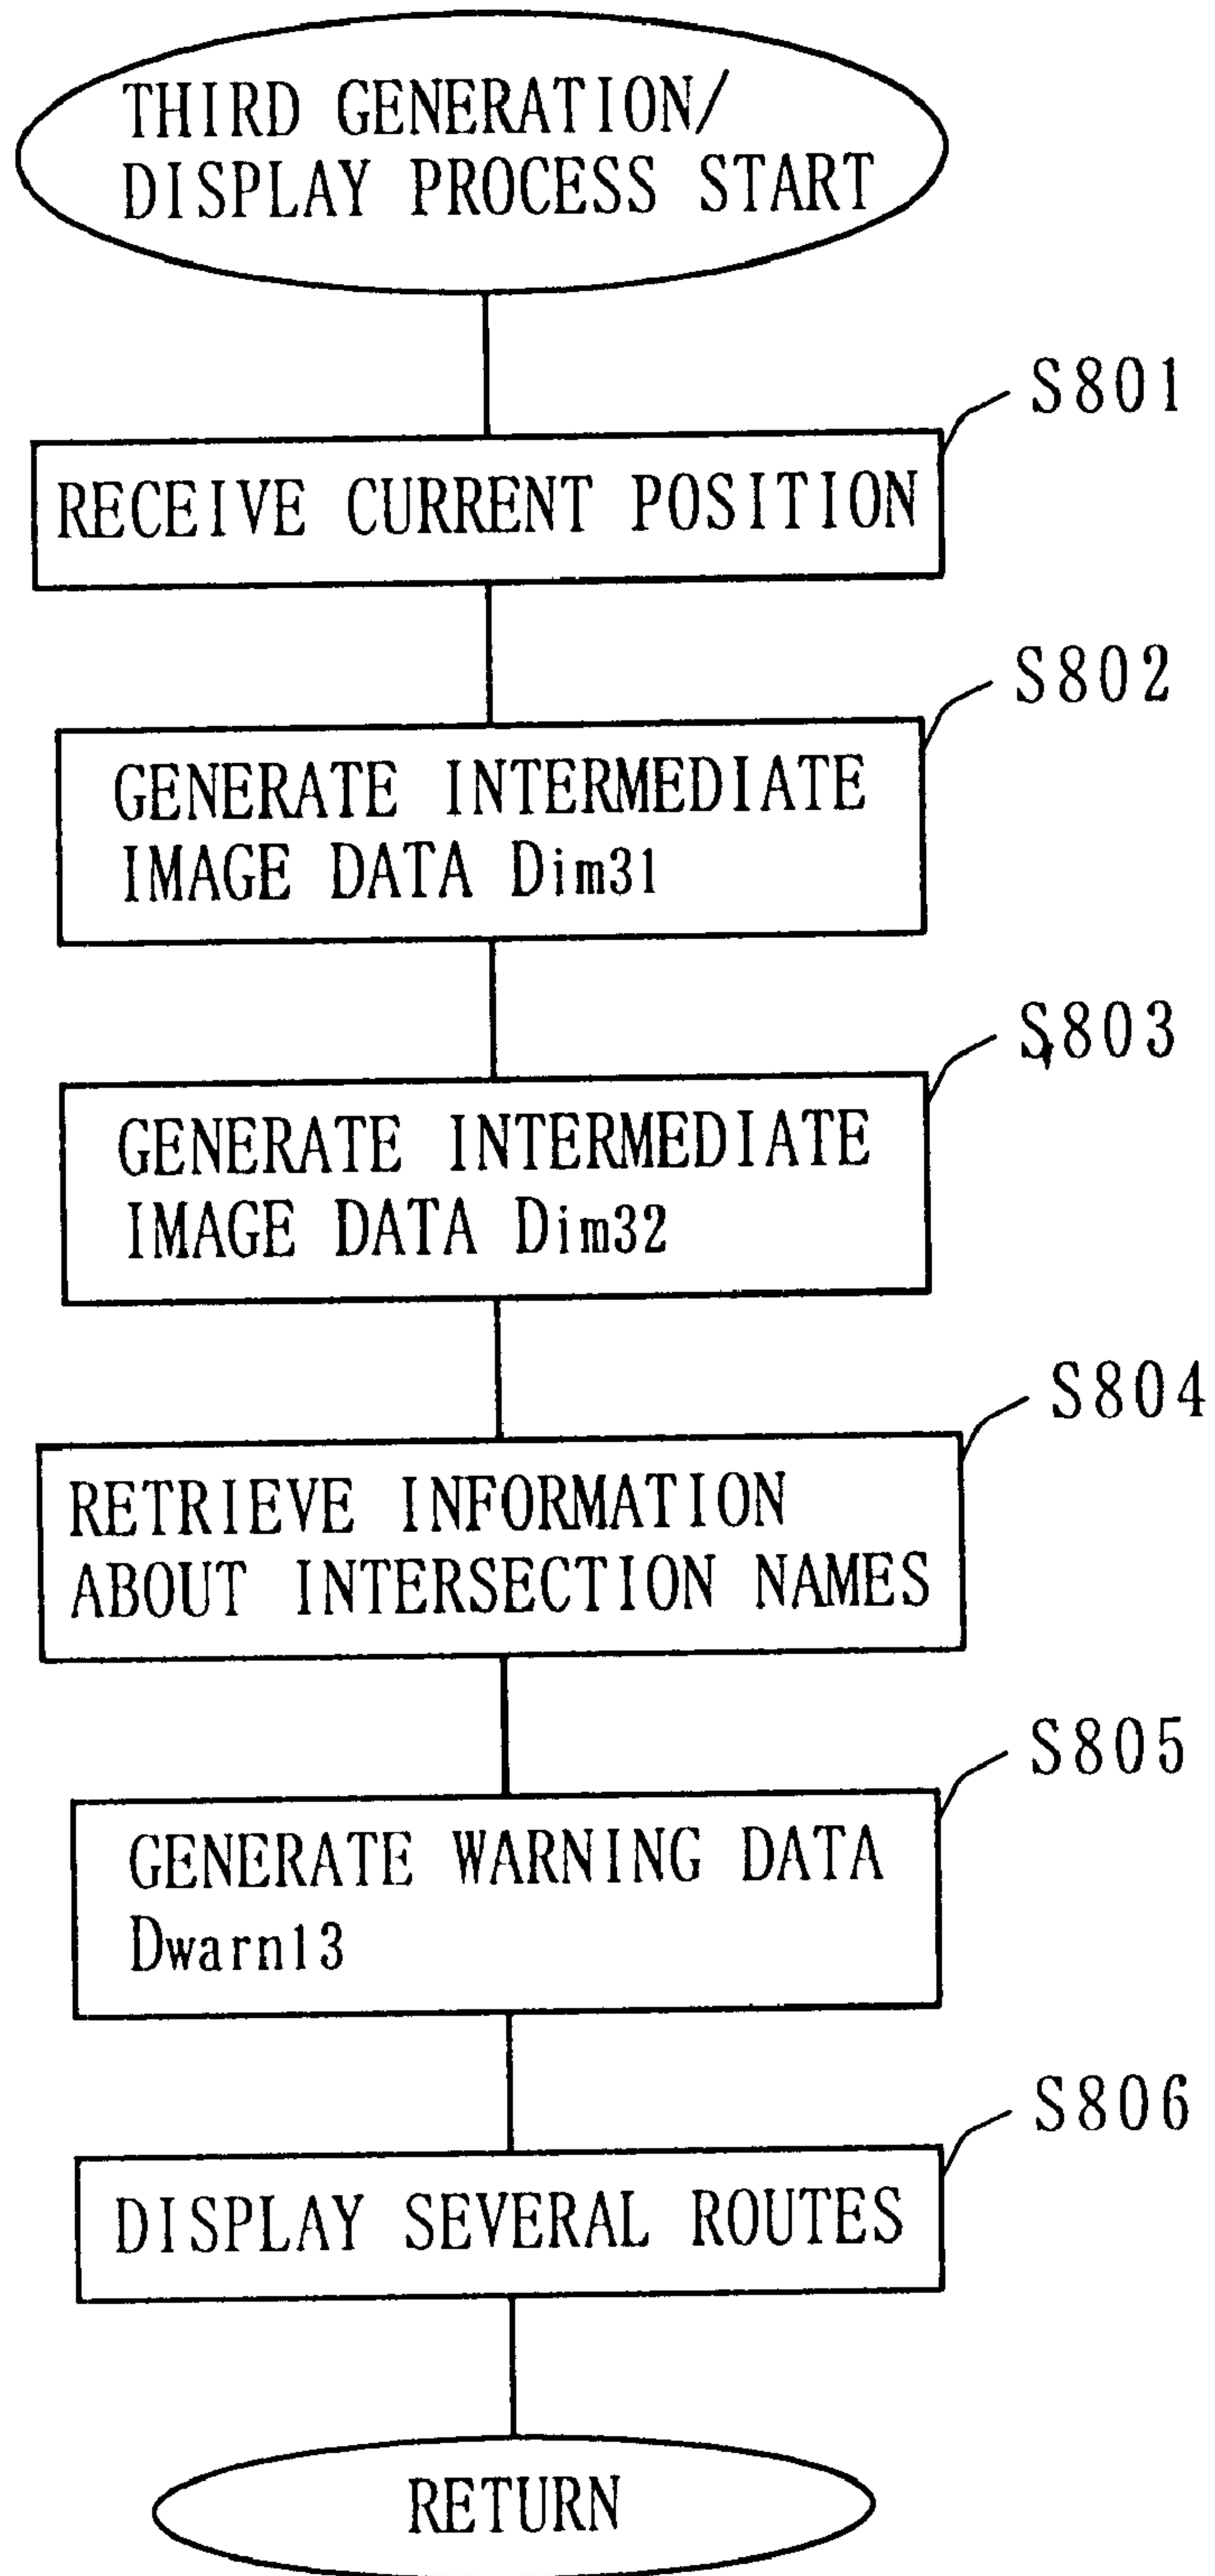 THIRD GENERATION/
DISPLAY PROCESS START
S801
RECEIVE CURRENT POSITION
S802
GENERATE INTERMEDIATE
IMAGE DATA Dim31
S803
GENERATE INTERMEDIATE
IMAGE DATA Dim32
S804
RETRIEVE INFORMATION
ABOUT INTERSECTION NAMES
S805
GENERATE WARNING DATA
Dwarn13
S806
DISPLAY SEVERAL ROUTES
RETURN